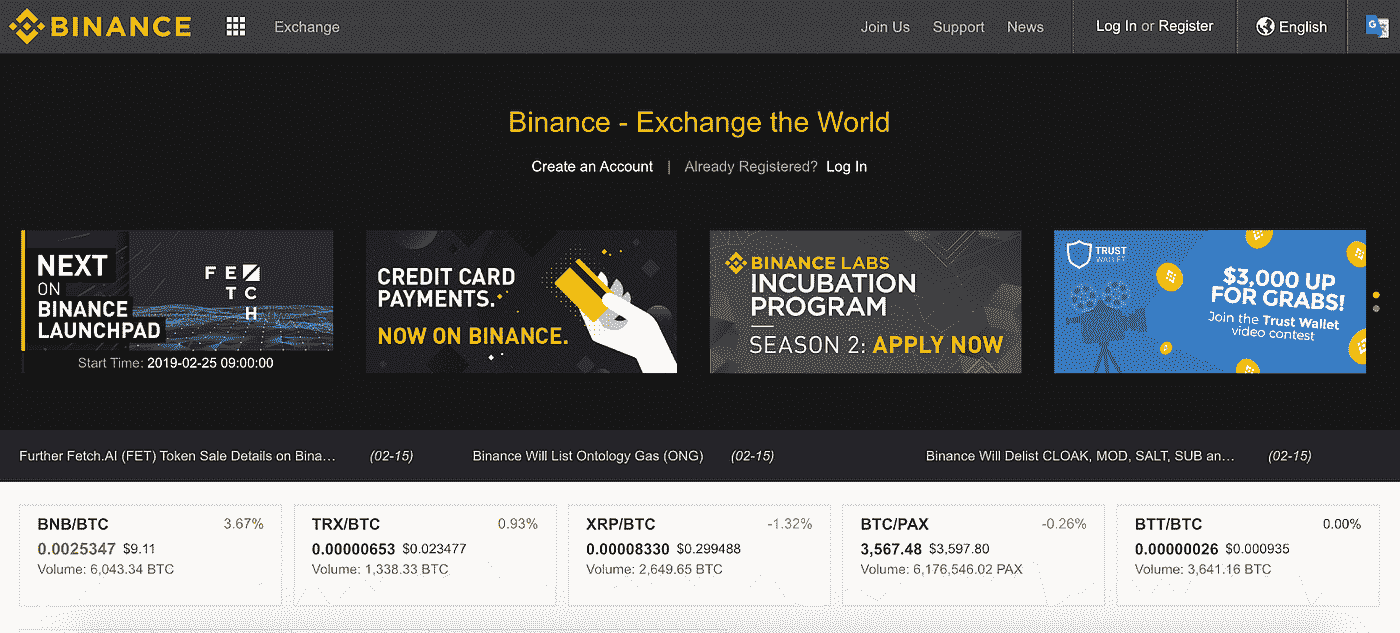 BINANCE
Exchange
Join Us
Support
News
Log In or Register
English
Binance - Exchange the World
Create an Account | Already Registered? Log In
NEXT
ON
BINANCE
LAUNCHPAD
FE
TC
H
Start Time: 2019-02-25 09:00:00
CREDIT CARD
PAYMENTS.
NOW ON BINANCE.
BINANCE LABS
INCUBATION
PROGRAM
SEASON 2: APPLY NOW
TRUST
WALLET
$3,000 UP
FOR GRABS!
Join the Trust Wallet
video contest
Further Fetch.AI (FET) Token Sale Details on Bina… (02-15)
Binance Will List Ontology Gas (ONG) (02-15)
Binance Will Delist CLOAK, MOD, SALT, SUB an… (02-15)
BNB/BTC 3.67%
0.0025347 $9.11
Volume: 6,043.34 BTC
TRX/BTC 0.93%
0.00000653 $0.023477
Volume: 1,338.33 BTC
XRP/BTC -1.32%
0.00008330 $0.299488
Volume: 2,649.65 BTC
BTC/PAX -0.26%
3,567.48 $3,597.80
Volume: 6,176,546.02 PAX
BTT/BTC 0.00%
0.00000026 $0.000935
Volume: 3,641.16 BTC